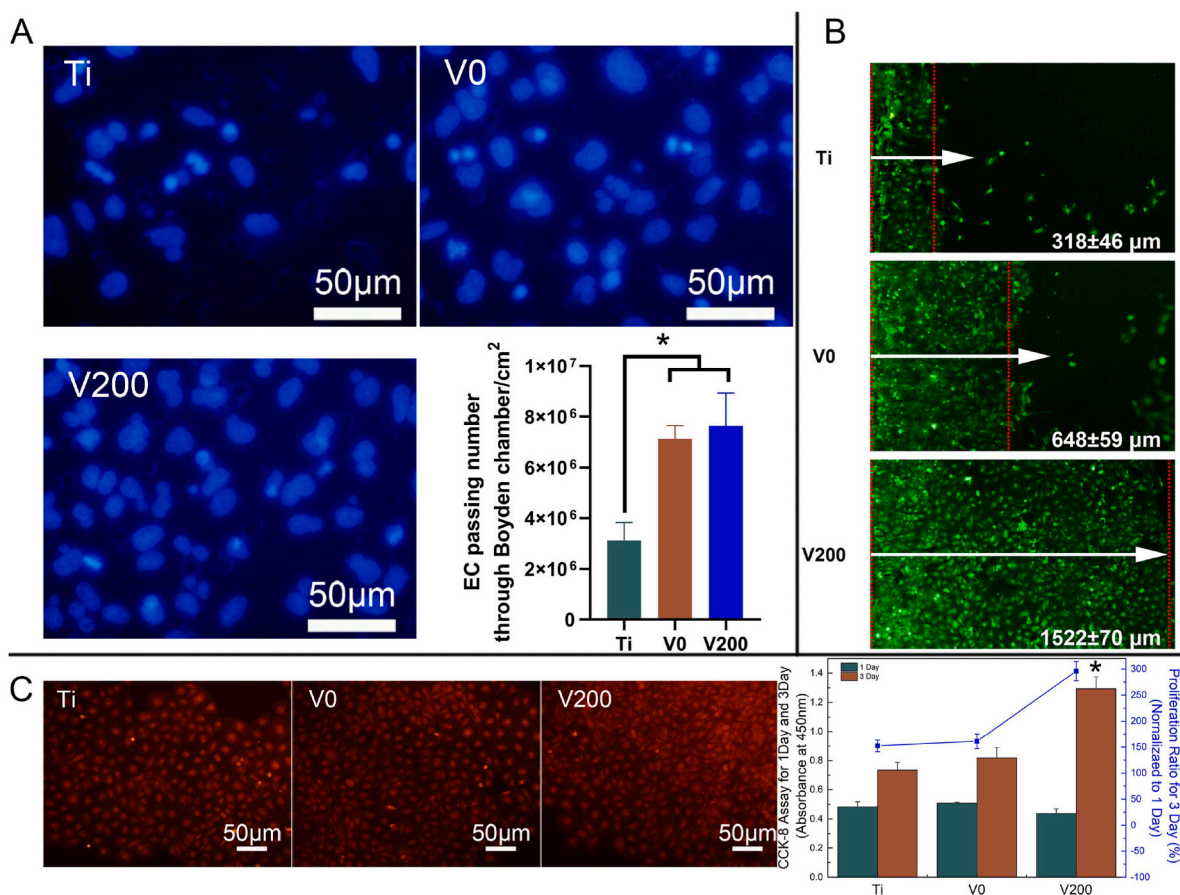 A
Ti
50µm
V0
50µm
V200
50µm
EC passing number
through Boyden chamber/cm²
1×10⁷
8×10⁶
6×10⁶
4×10⁶
2×10⁶
0
*
Ti
V0
V200
B
Ti
318±46 µm
V0
648±59 µm
V200
1522±70 µm
C
Ti
50µm
V0
50µm
V200
50µm
CCK-8 Assay for 1Day and 3Day
(Absorbance at 450nm)
1.4
1.2
1.0
0.8
0.6
0.4
0.2
0.0
1 Day
3 Day
*
Ti
V0
V200
300
250
200
150
100
50
0
-50
-100
Proliferation Ratio for 3 Day (%)
(Normalizaed to 1 Day)